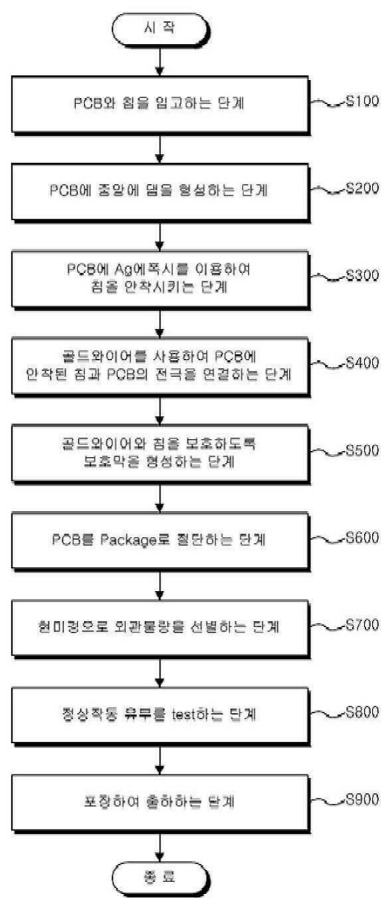 시 작
PCB와 칩을 입고하는 단계
S100
PCB에 중앙에 댐을 형성하는 단계
S200
PCB에 Ag에폭시를 이용하여
칩을 안착시키는 단계
S300
골드와이어를 사용하여 PCB에
안착된 칩과 PCB의 전극을 연결하는 단계
S400
골드와이어와 칩을 보호하도록
보호막을 형성하는 단계
S500
PCB를 Package로 절단하는 단계
S600
현미경으로 외관불량을 선별하는 단계
S700
정상작동 유무를 test하는 단계
S800
포장하여 출하하는 단계
S900
종 료